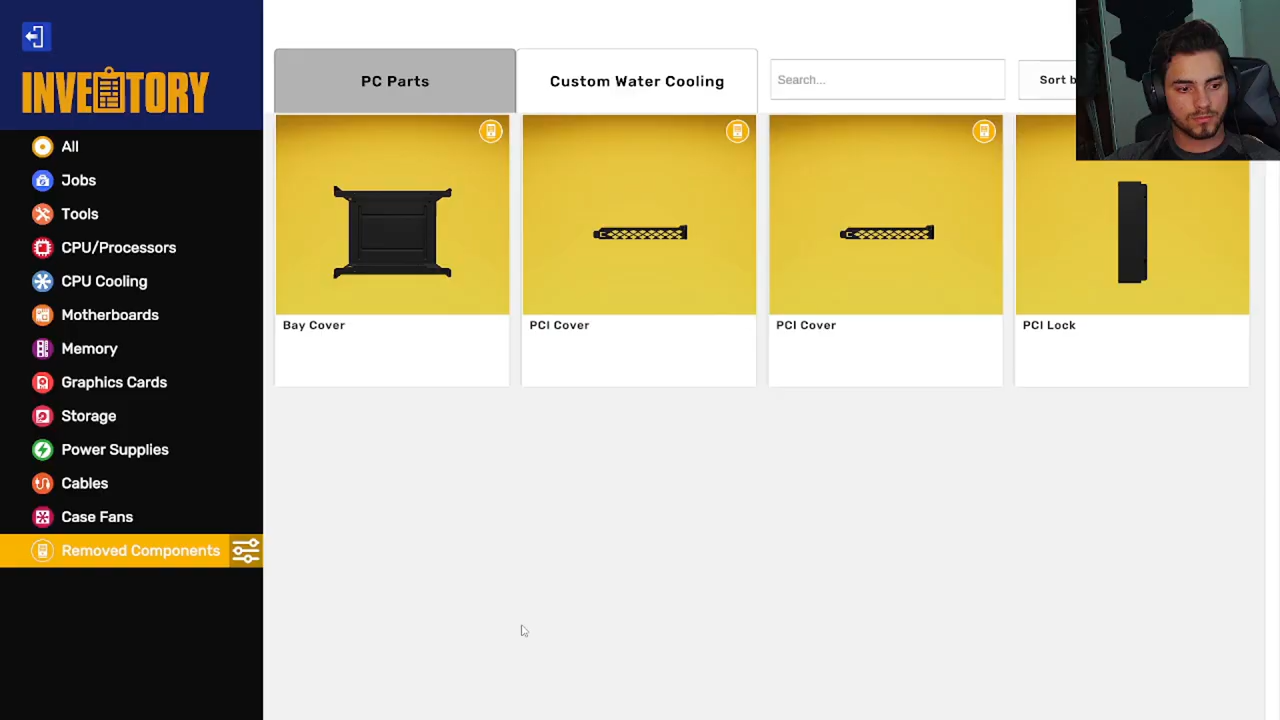 INVENTORY
All
Jobs
Tools
CPU/Processors
CPU Cooling
Motherboards
Memory
Graphics Cards
Storage
Power Supplies
Cables
Case Fans
Removed Components
PC Parts
Custom Water Cooling
Search...
Sort b
Bay Cover
PCI Cover
PCI Cover
PCI Lock